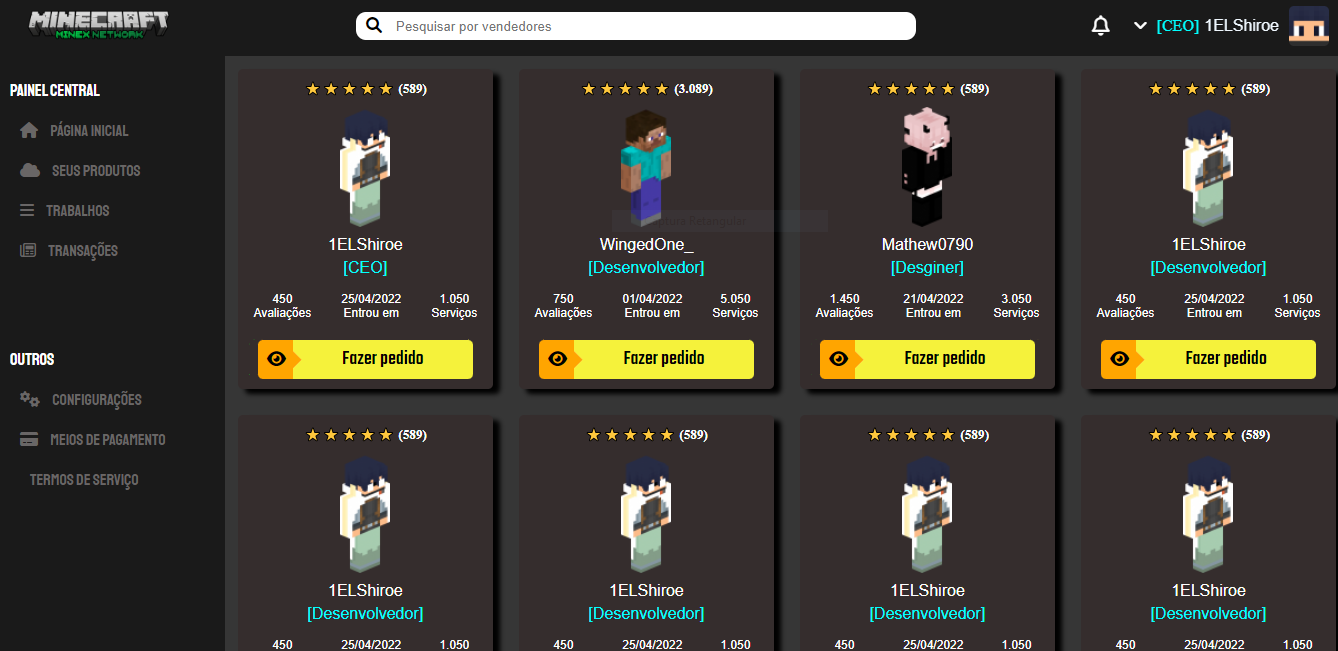 MINECRAFT
MINEX NETWORK
Pesquisar por vendedores
[CEO] 1ELShiroe
PAINEL CENTRAL
PÁGINA INICIAL
SEUS PRODUTOS
TRABALHOS
TRANSAÇÕES
OUTROS
CONFIGURAÇÕES
MEIOS DE PAGAMENTO
TERMOS DE SERVIÇO
(589)
1ELShiroe
[CEO]
450 25/04/2022 1.050
Avaliações Entrou em Serviços
Fazer pedido
(3.089)
WingedOne_
[Desenvolvedor]
750 01/04/2022 5.050
Avaliações Entrou em Serviços
Fazer pedido
(589)
Mathew0790
[Desginer]
1.450 21/04/2022 3.050
Avaliações Entrou em Serviços
Fazer pedido
(589)
1ELShiroe
[Desenvolvedor]
450 25/04/2022 1.050
Avaliações Entrou em Serviços
Fazer pedido
(589)
1ELShiroe
[Desenvolvedor]
450 25/04/2022 1.050
(589)
1ELShiroe
[Desenvolvedor]
450 25/04/2022 1.050
(589)
1ELShiroe
[Desenvolvedor]
450 25/04/2022 1.050
(589)
1ELShiroe
[Desenvolvedor]
450 25/04/2022 1.050